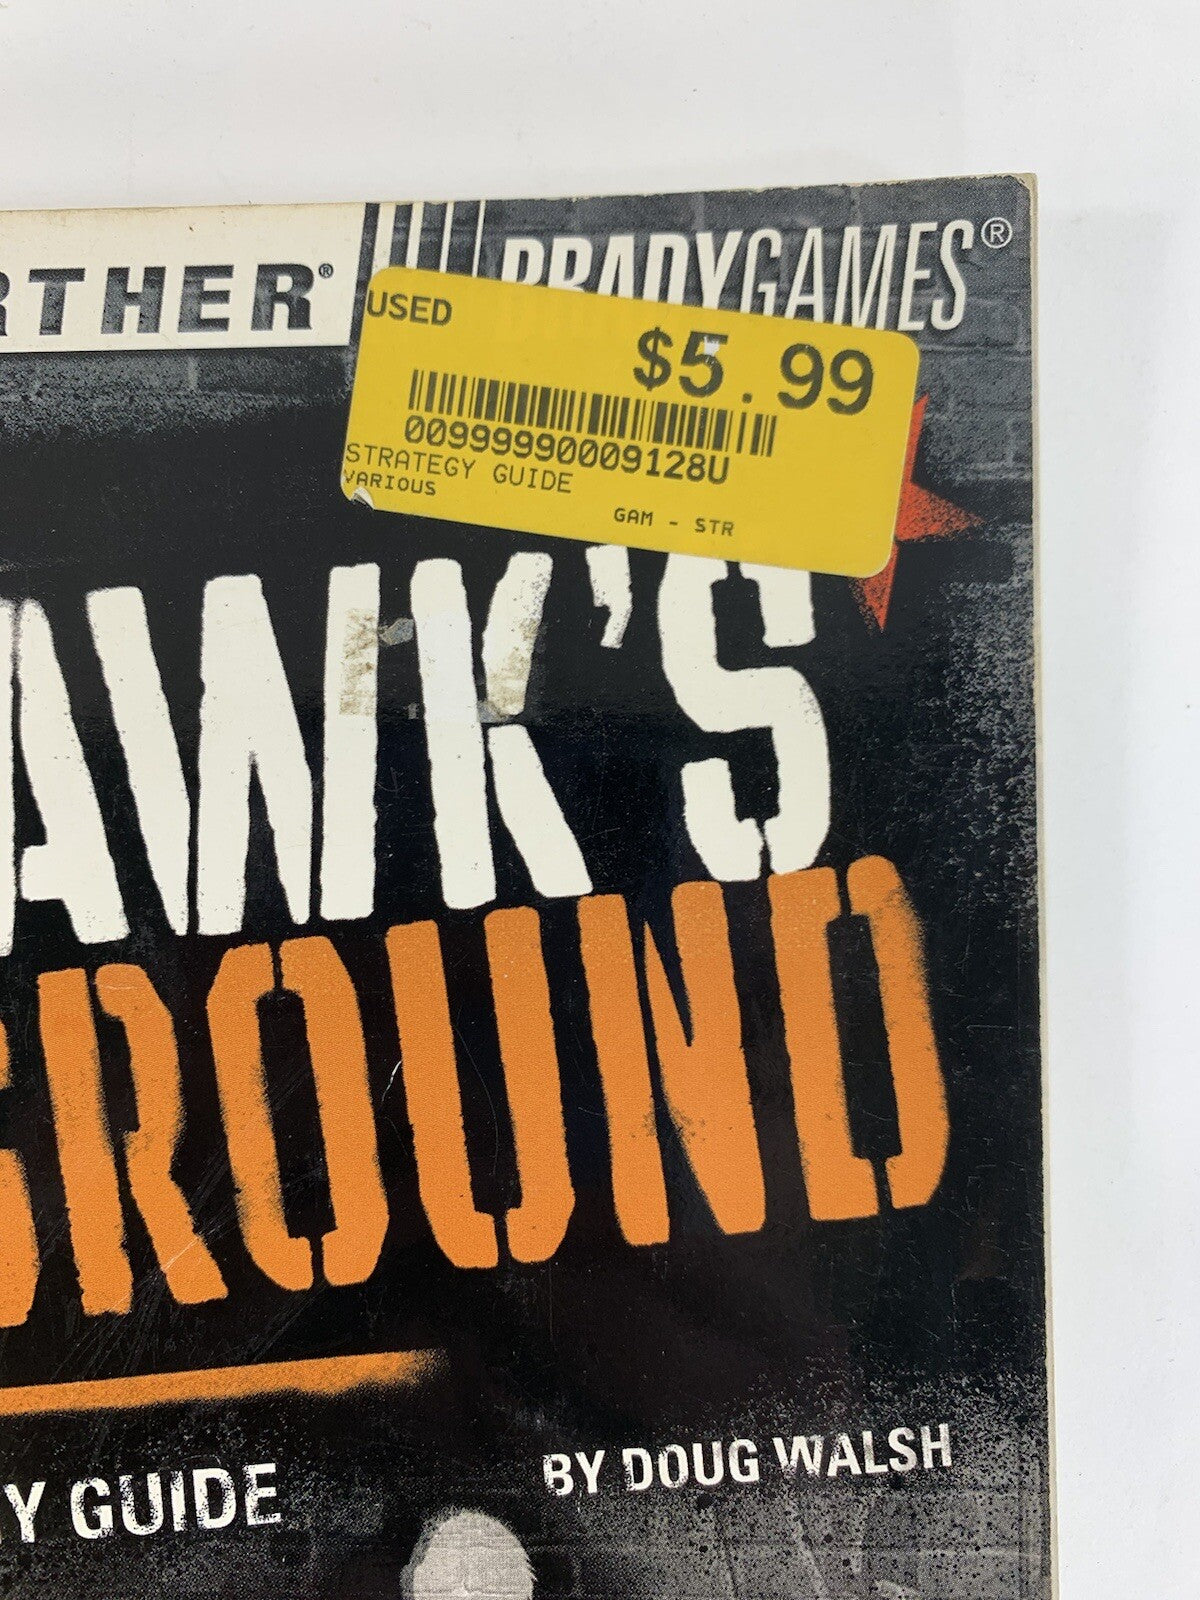 RTHER®
BRADYGAMES®
USED
$5.99
00999990009128U
STRATEGY GUIDE
VARIOUS
GAM - STR
AWK'S
GROUND
Y GUIDE
BY DOUG WALSH